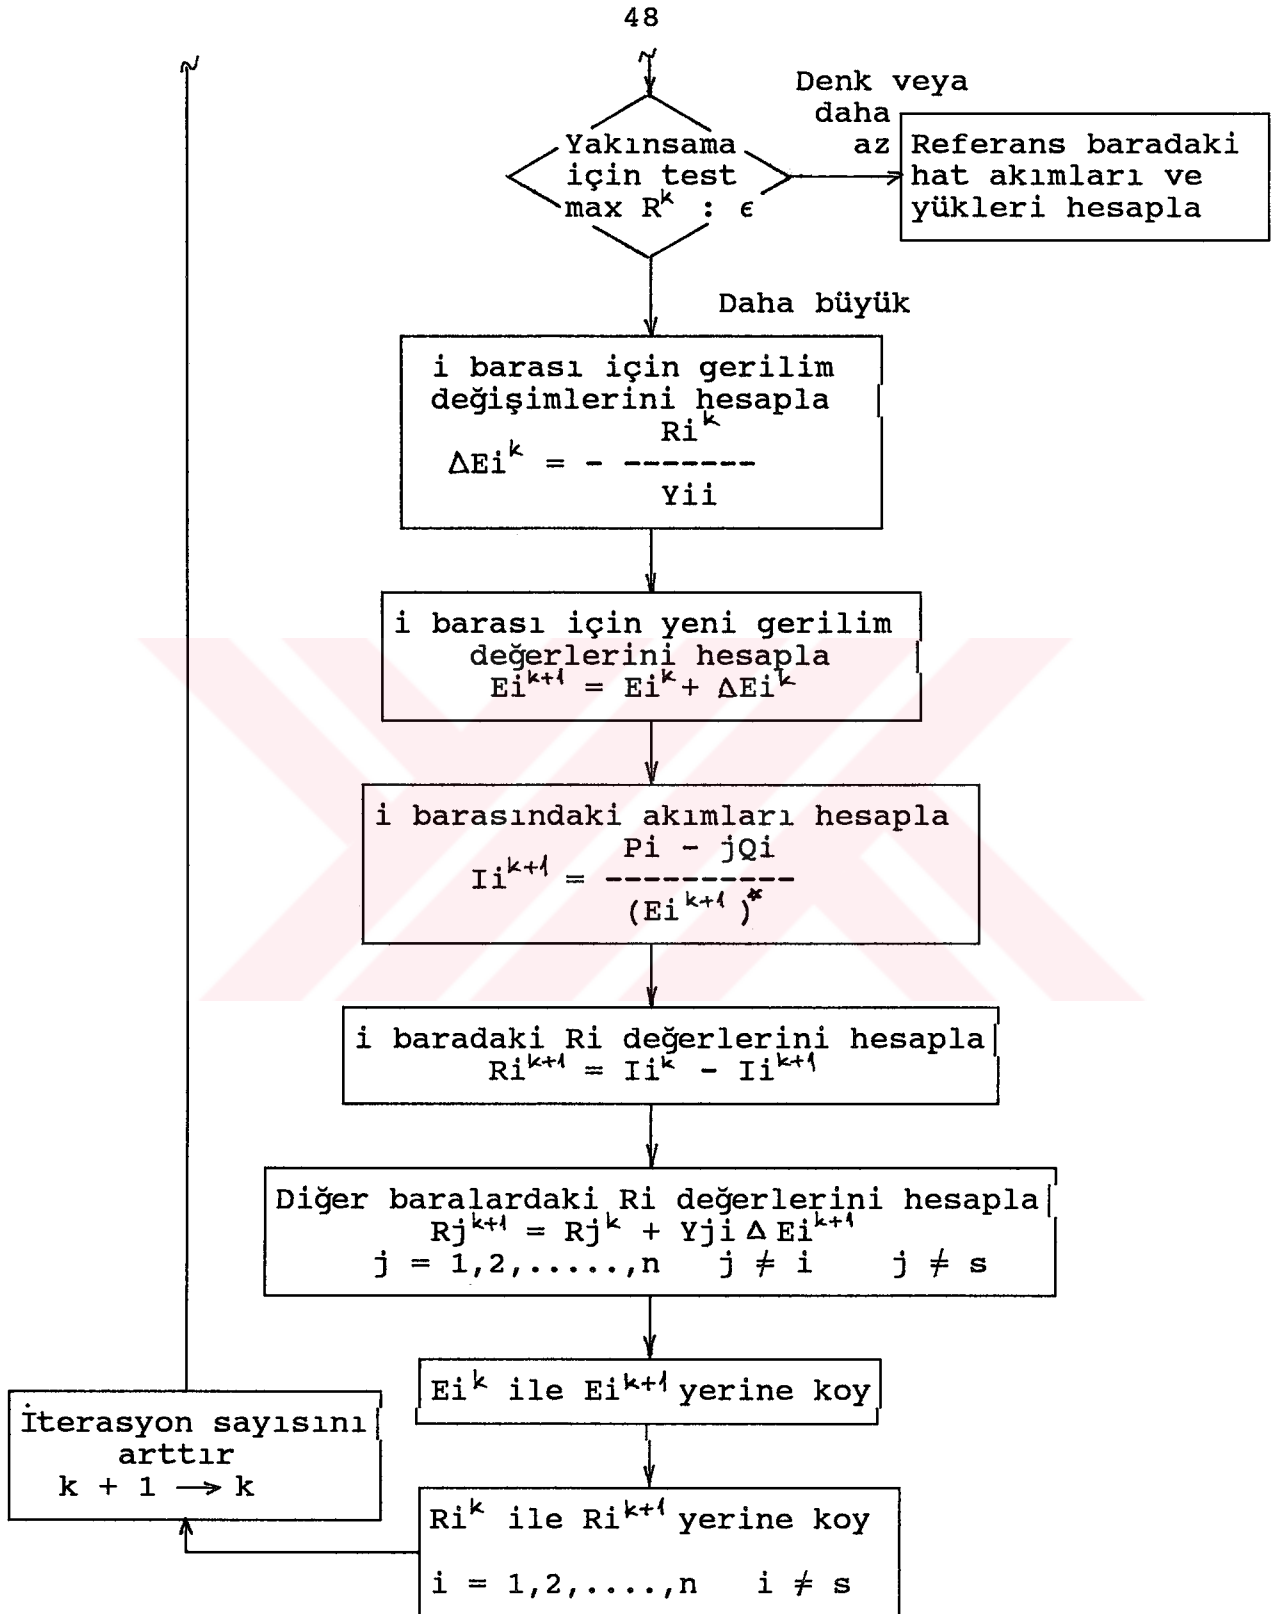 48
Denk veya
daha
az
Yakınsama
için test
max R^k : ϵ
Referans baradaki
hat akımları ve
yükleri hesapla
Daha büyük
i barası için gerilim
değişimlerini hesapla
Ri^k
ΔEi^k = - -------
Yii
i barası için yeni gerilim
değerlerini hesapla
Ei^k+1 = Ei^k + ΔEi^k
i barasındaki akımları hesapla
Pi - jQi
Ii^k+1 = ----------
(Ei^k+1)*
i baradaki Ri değerlerini hesapla
Ri^k+1 = Ii^k - Ii^k+1
Diğer baralardaki Ri değerlerini hesapla
Rj^k+1 = Rj^k + Yji Δ Ei^k+1
j = 1,2,.....,n j ≠ i j ≠ s
Ei^k ile Ei^k+1 yerine koy
İterasyon sayısını
arttır
k + 1 → k
Ri^k ile Ri^k+1 yerine koy
i = 1,2,....,n i ≠ s